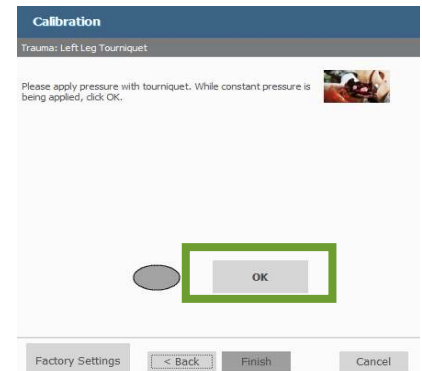 Calibration
Trauma: Left Leg Tourniquet
Please apply pressure with tourniquet. While constant pressure is
being applied, click OK.
OK
Factory Settings
< Back
Finish
Cancel